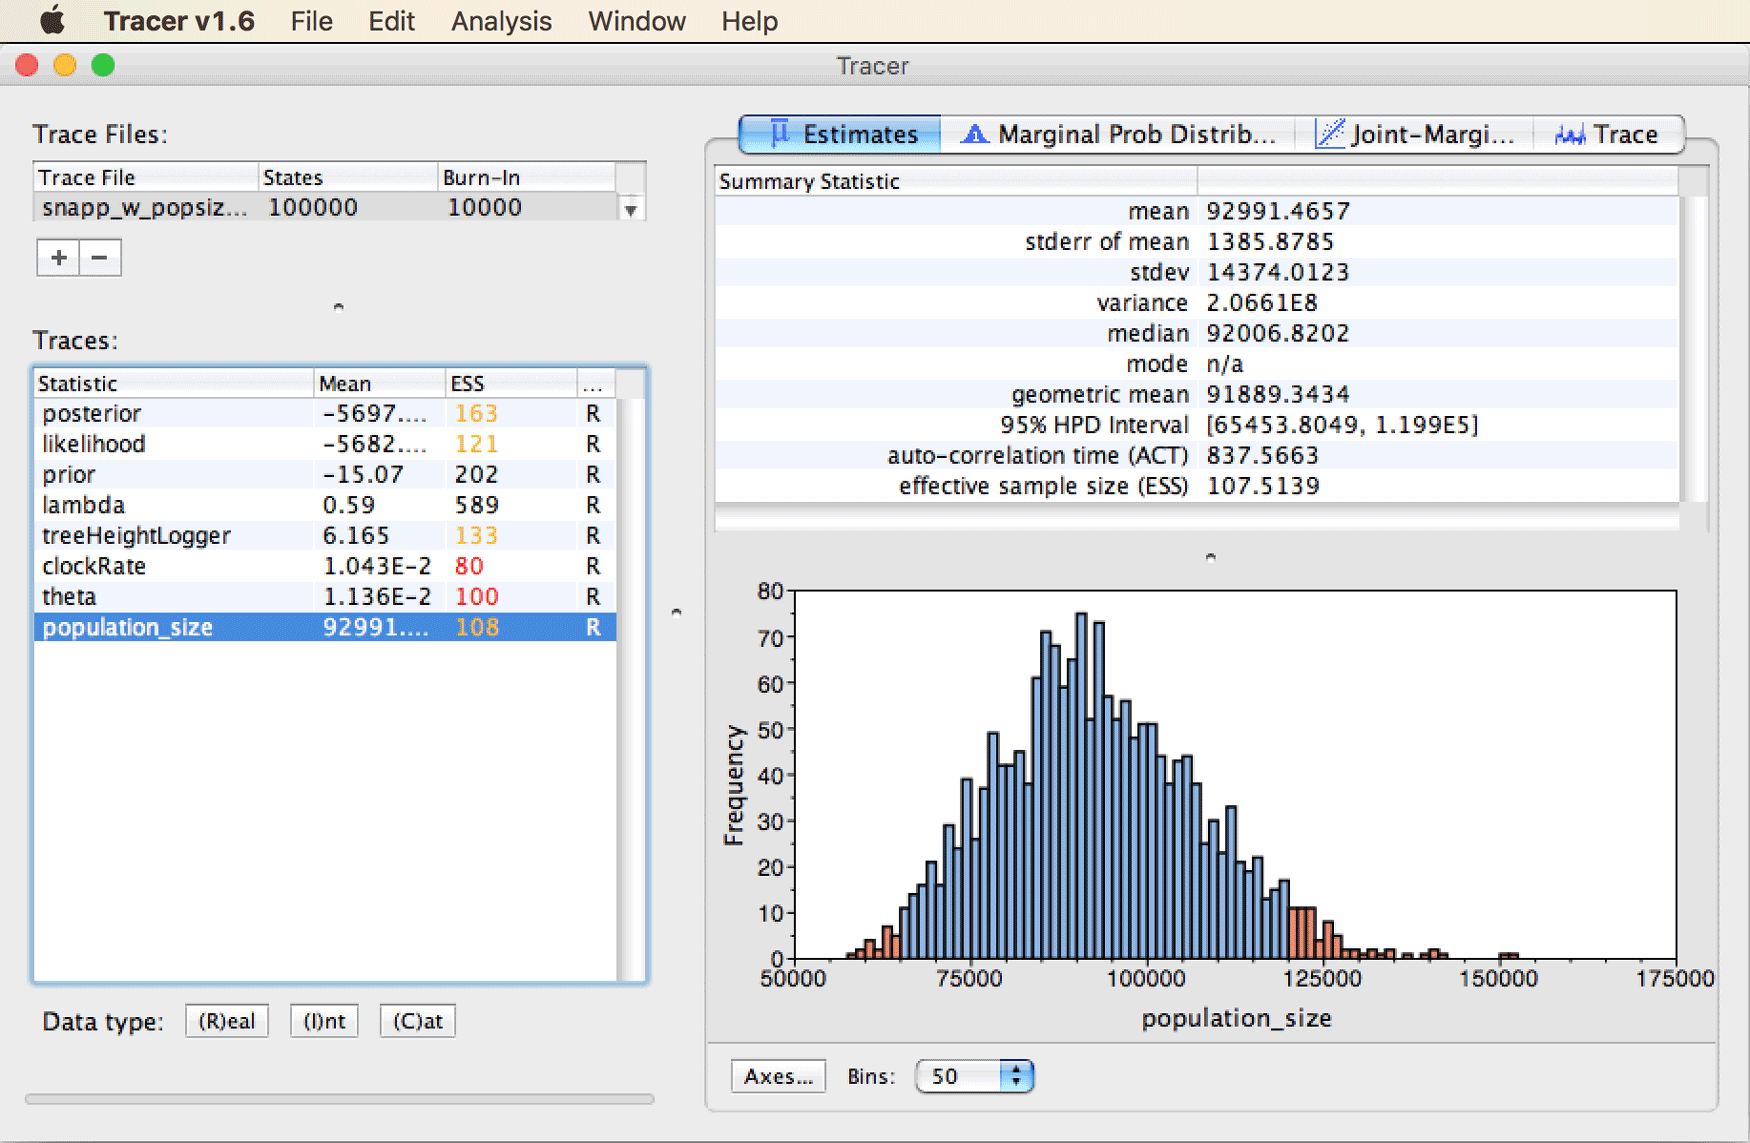 Tracer v1.6 File Edit Analysis Window Help
Tracer
Trace Files:
Trace File States Burn-In
snapp_w_popsiz... 100000 10000
+ −
Traces:
Statistic Mean ESS ...
posterior -5697.... 163 R
likelihood -5682.... 121 R
prior -15.07 202 R
lambda 0.59 589 R
treeHeightLogger 6.165 133 R
clockRate 1.043E-2 80 R
theta 1.136E-2 100 R
population_size 92991.... 108 R
Data type: (R)eal (I)nt (C)at
μ Estimates Marginal Prob Distrib... Joint-Margi... Trace
Summary Statistic
mean 92991.4657
stderr of mean 1385.8785
stdev 14374.0123
variance 2.0661E8
median 92006.8202
mode n/a
geometric mean 91889.3434
95% HPD Interval [65453.8049, 1.199E5]
auto-correlation time (ACT) 837.5663
effective sample size (ESS) 107.5139
80
70
60
50
40
30
20
10
0
Frequency
50000 75000 100000 125000 150000 175000
population_size
Axes... Bins: 50